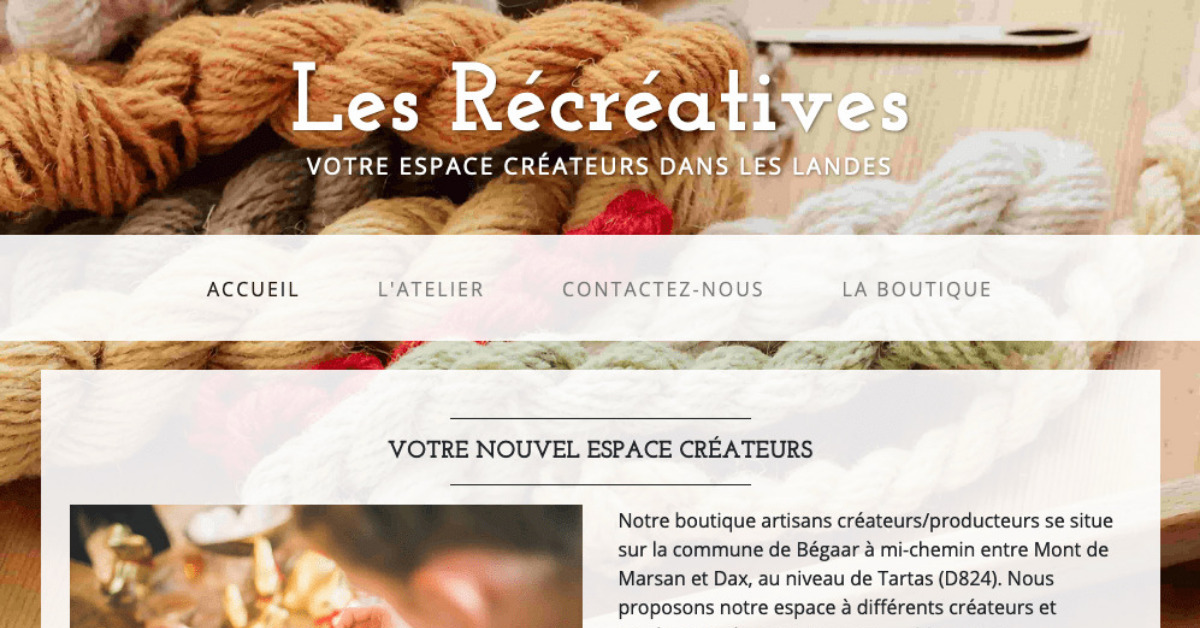 Les Récréatives
VOTRE ESPACE CRÉATEURS DANS LES LANDES
ACCUEIL
L'ATELIER
CONTACTEZ-NOUS
LA BOUTIQUE
VOTRE NOUVEL ESPACE CRÉATEURS
Notre boutique artisans créateurs/producteurs se situe
sur la commune de Bégaar à mi-chemin entre Mont de
Marsan et Dax, au niveau de Tartas (D824). Nous
proposons notre espace à différents créateurs et